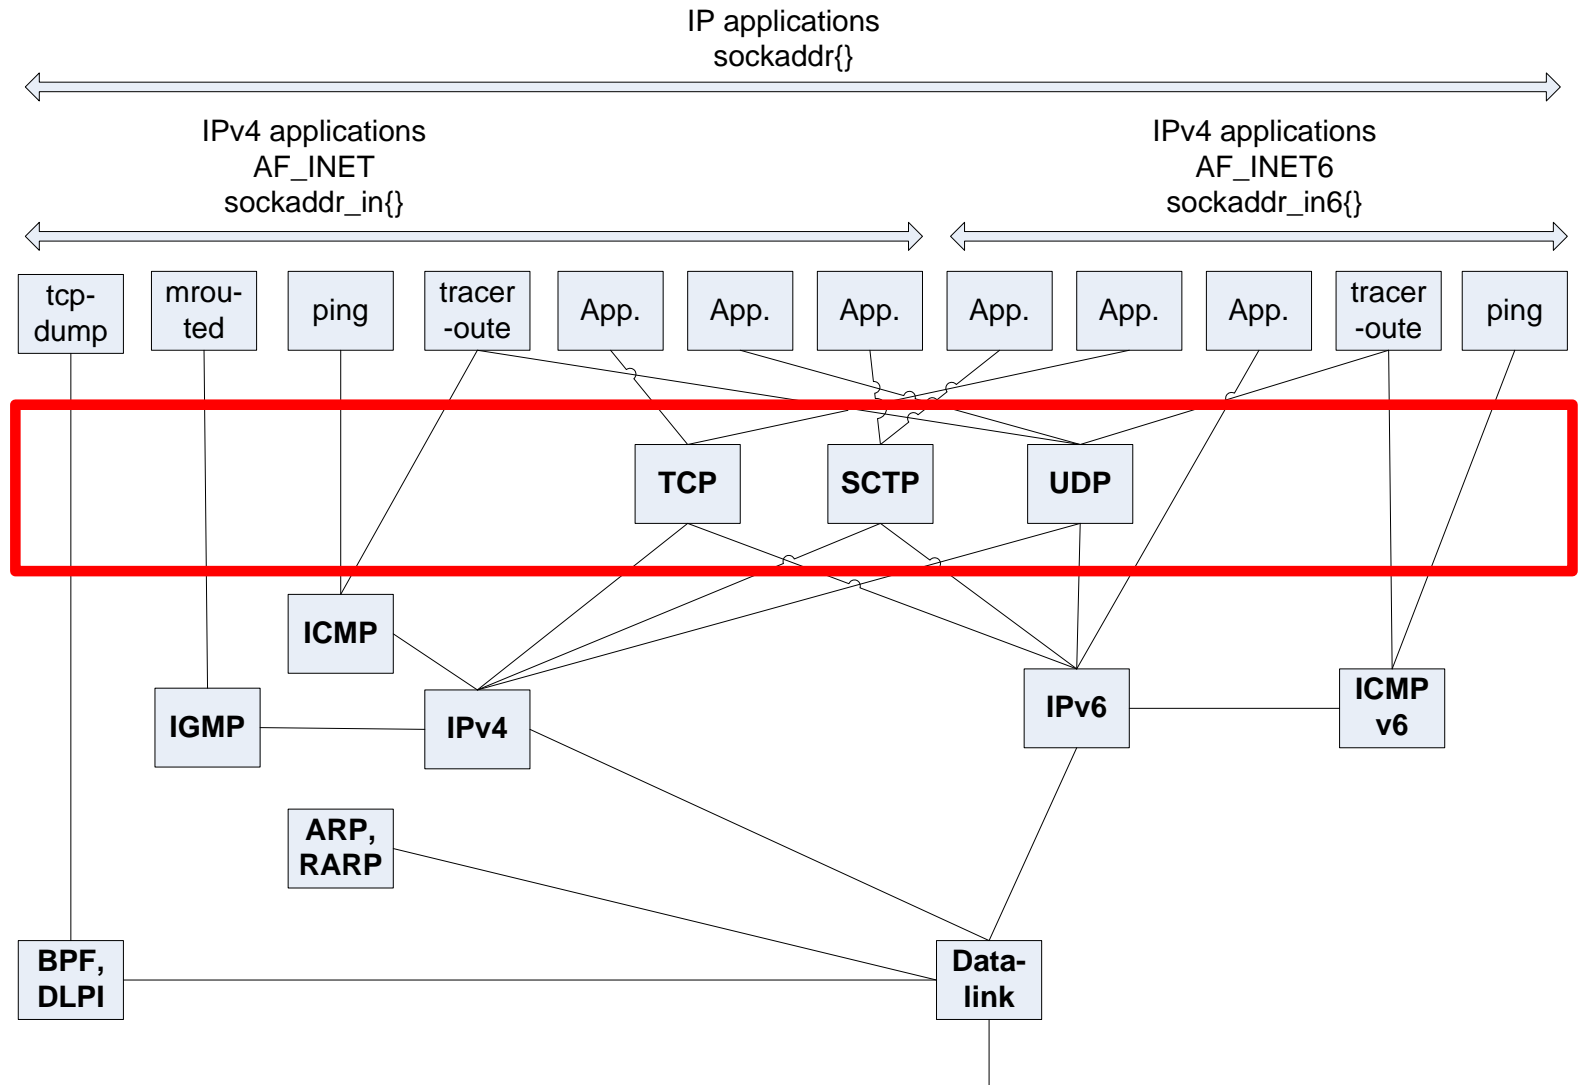 IP applications
sockaddr{}
IPv4 applications
AF_INET
sockaddr_in{}
IPv4 applications
AF_INET6
sockaddr_in6{}
tcp-
dump
mrou-
ted
ping
tracer
-oute
App.
App.
App.
App.
App.
App.
tracer
-oute
ping
TCP
SCTP
UDP
ICMP
IGMP
IPv4
IPv6
ICMP
v6
ARP,
RARP
BPF,
DLPI
Data-
link